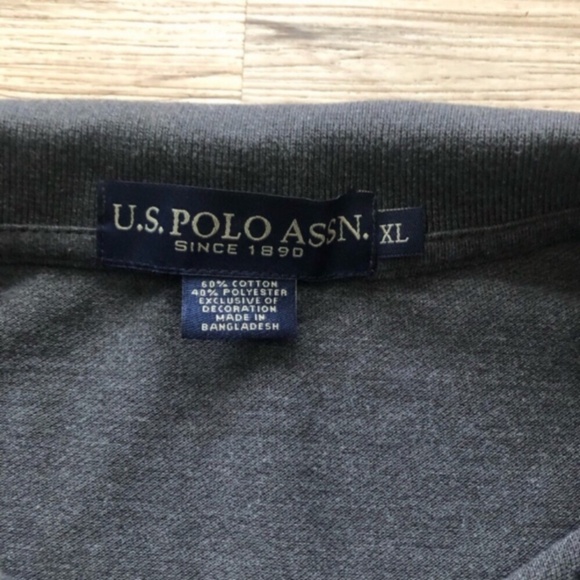 U.S. POLO ASSN.
SINCE 1890
XL
60% COTTON
40% POLYESTER
EXCLUSIVE OF
DECORATION
MADE IN
BANGLADESH